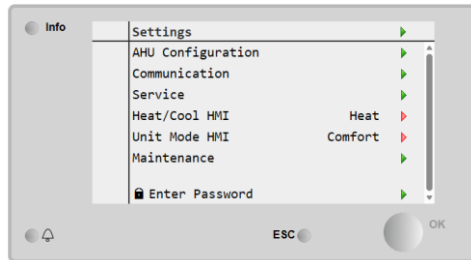 Info
Settings
AHU Configuration
Communication
Service
Heat/Cool HMI Heat
Unit Mode HMI Comfort
Maintenance
Enter Password
ESC
OK